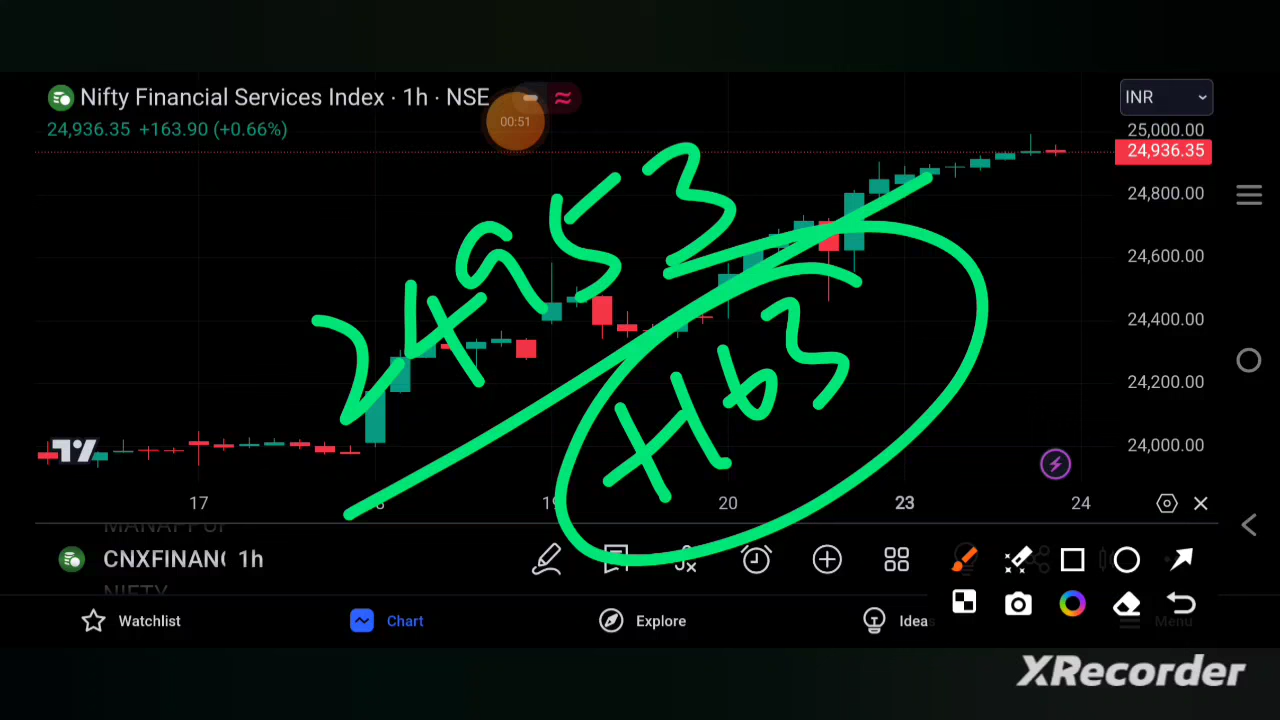 Nifty Financial Services Index · 1h · NSE
24,936.35 +163.90 (+0.66%)
00:51
INR
25,000.00
24,936.35
24,800.00
24,600.00
24,400.00
24,200.00
24,000.00
24953
17
20
23
24
CNXFINANC 1h
NIFTY
Watchlist
Chart
Explore
Ideas
Menu
XRecorder